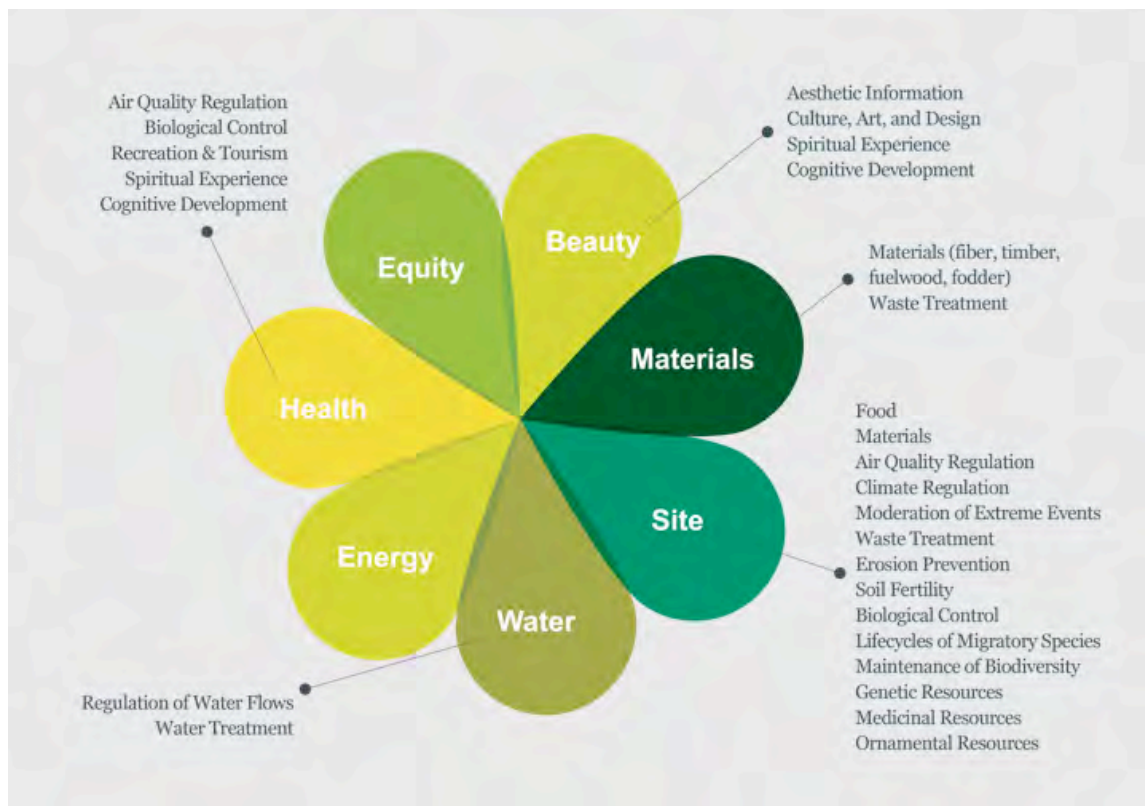 Air Quality Regulation
Biological Control
Recreation & Tourism
Spiritual Experience
Cognitive Development
Aesthetic Information
Culture, Art, and Design
Spiritual Experience
Cognitive Development
Beauty
Equity
Materials (fiber, timber,
fuelwood, fodder)
Waste Treatment
Materials
Health
Food
Materials
Air Quality Regulation
Climate Regulation
Moderation of Extreme Events
Waste Treatment
Erosion Prevention
Soil Fertility
Biological Control
Lifecycles of Migratory Species
Maintenance of Biodiversity
Genetic Resources
Medicinal Resources
Ornamental Resources
Site
Energy
Water
Regulation of Water Flows
Water Treatment